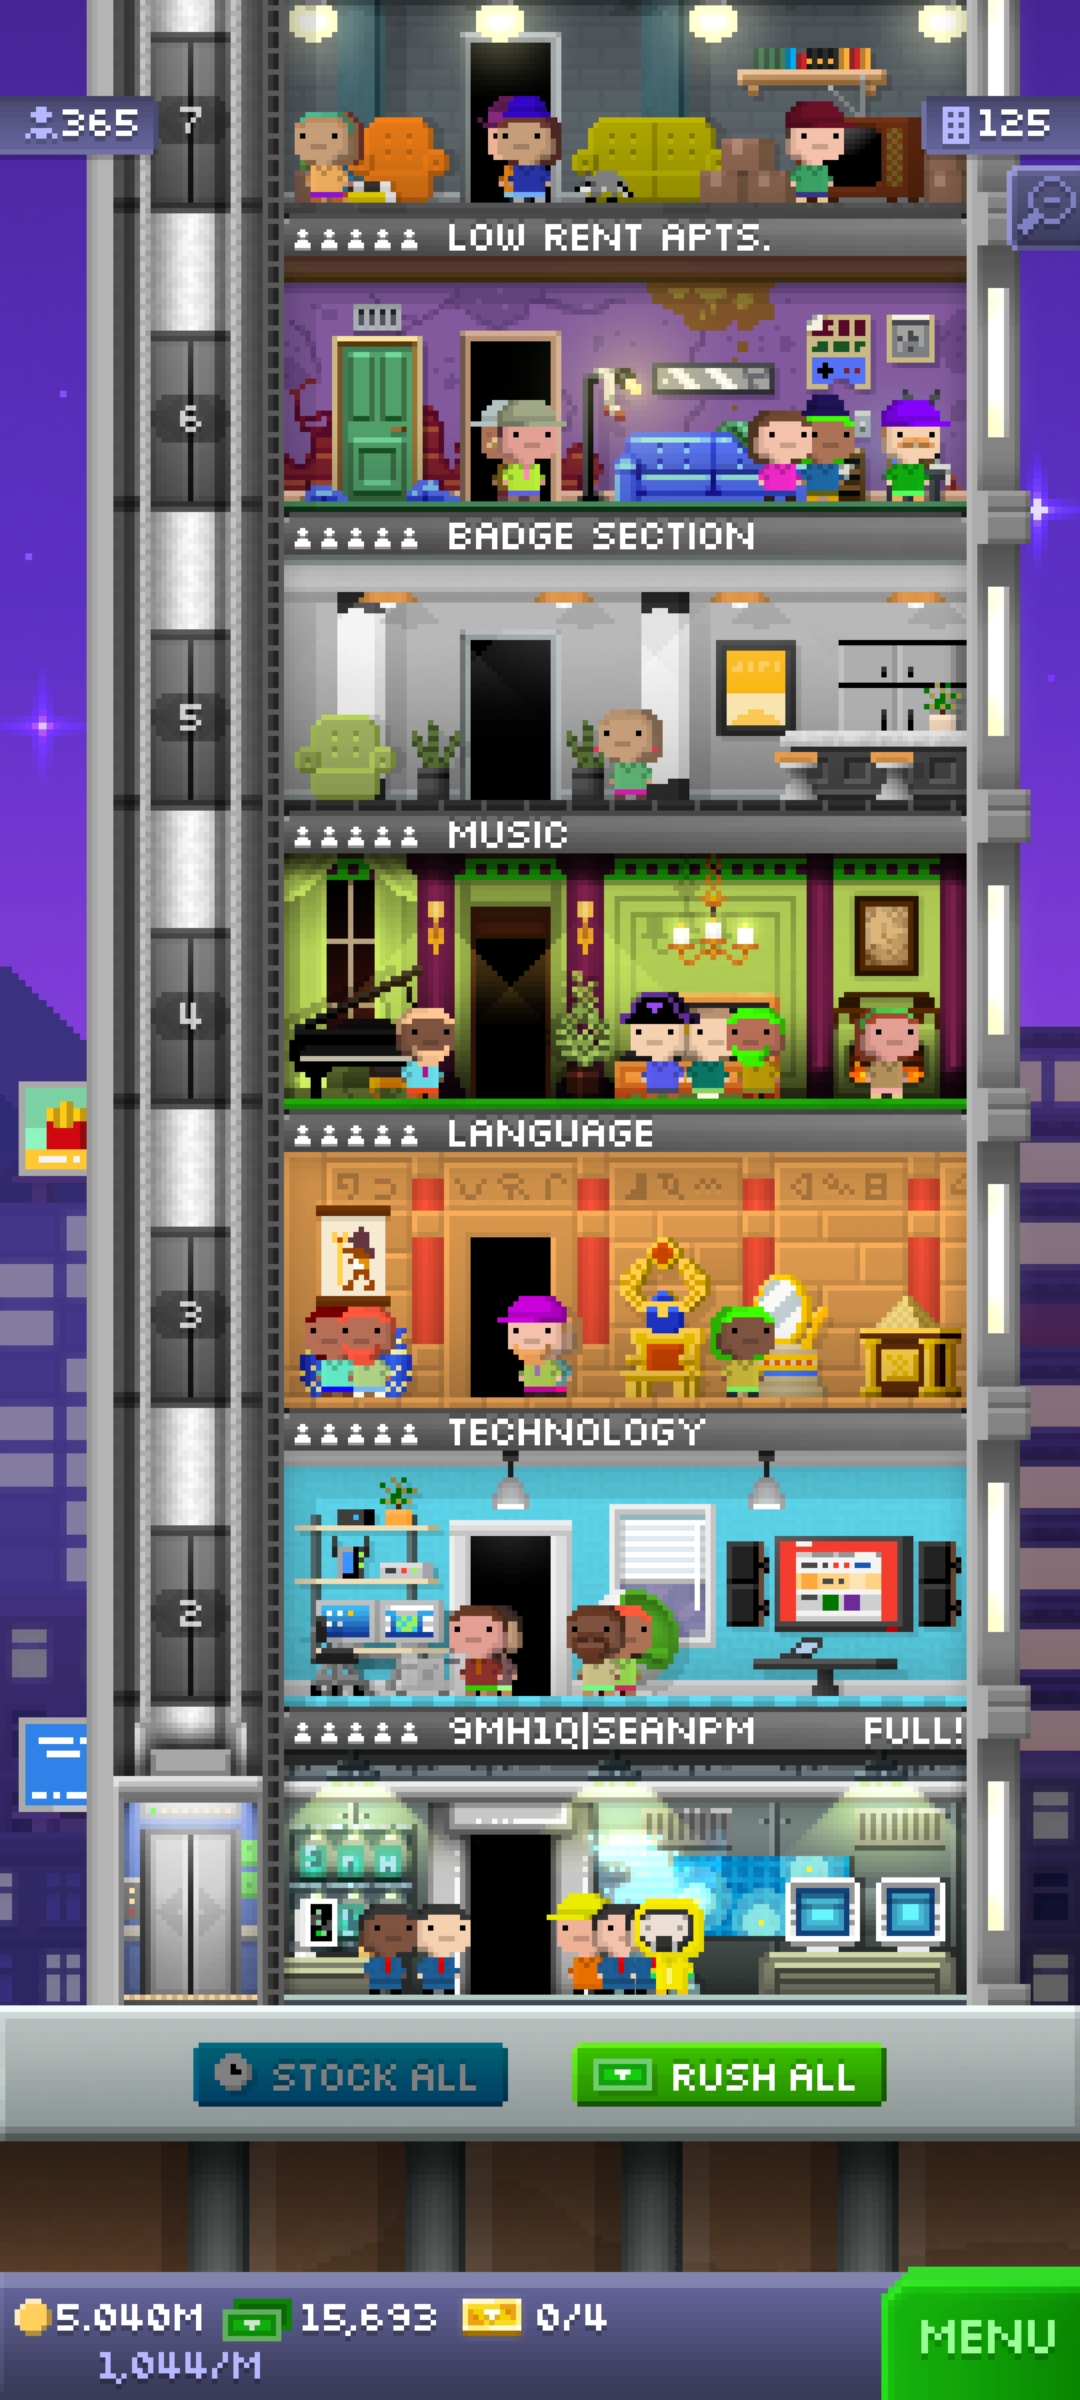 7
365
125
LOW RENT APTS.
6
BADGE SECTION
5
MUSIC
4
LANGUAGE
3
TECHNOLOGY
2
9MH1Q|SEANPM FULL!
STOCK ALL
RUSH ALL
5.040M 15,693 0/4
1,044/M
MENU